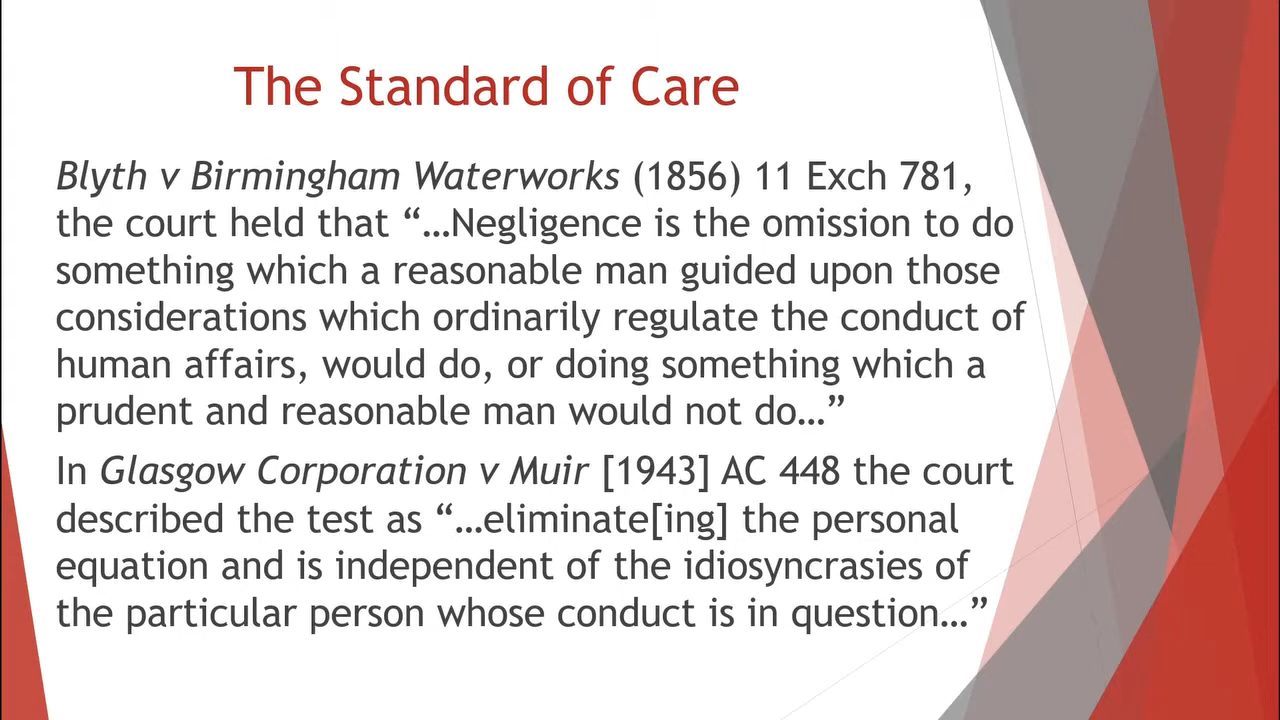 The Standard of Care
Blyth v Birmingham Waterworks (1856) 11 Exch 781,
the court held that “…Negligence is the omission to do
something which a reasonable man guided upon those
considerations which ordinarily regulate the conduct of
human affairs, would do, or doing something which a
prudent and reasonable man would not do…”
In Glasgow Corporation v Muir [1943] AC 448 the court
described the test as “…eliminate[ing] the personal
equation and is independent of the idiosyncrasies of
the particular person whose conduct is in question…”